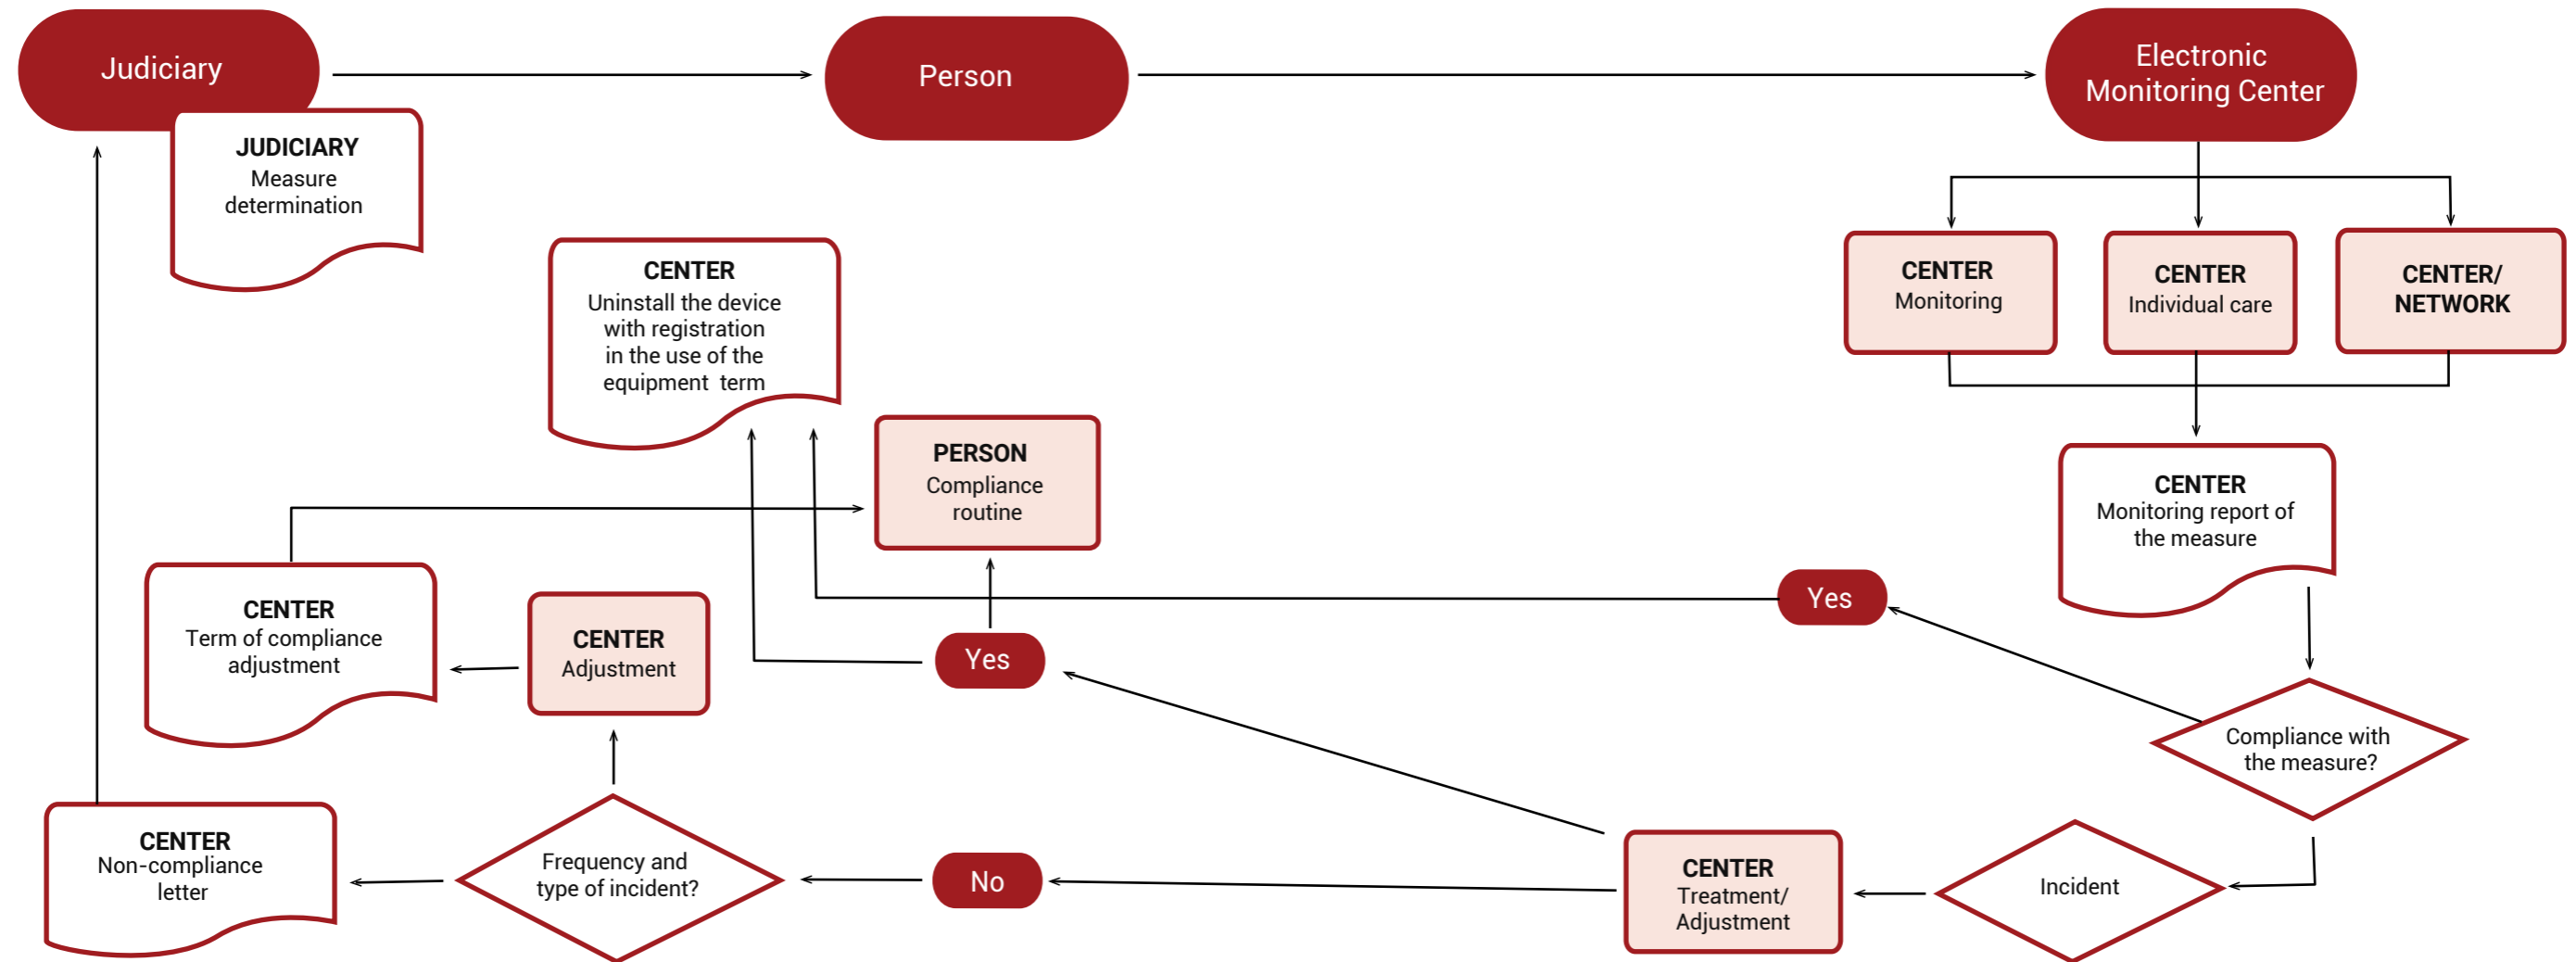 Judiciary
Person
Electronic
Monitoring Center
JUDICIARY
Measure
determination
CENTER
Uninstall the device
with registration
in the use of the
equipment term
CENTER
Monitoring
CENTER
Individual care
CENTER/
NETWORK
PERSON
Compliance
routine
CENTER
Monitoring report of
the measure
CENTER
Term of compliance
adjustment
CENTER
Adjustment
Yes
Yes
Compliance with
the measure?
CENTER
Non-compliance
letter
Frequency and
type of incident?
No
CENTER
Treatment/
Adjustment
Incident